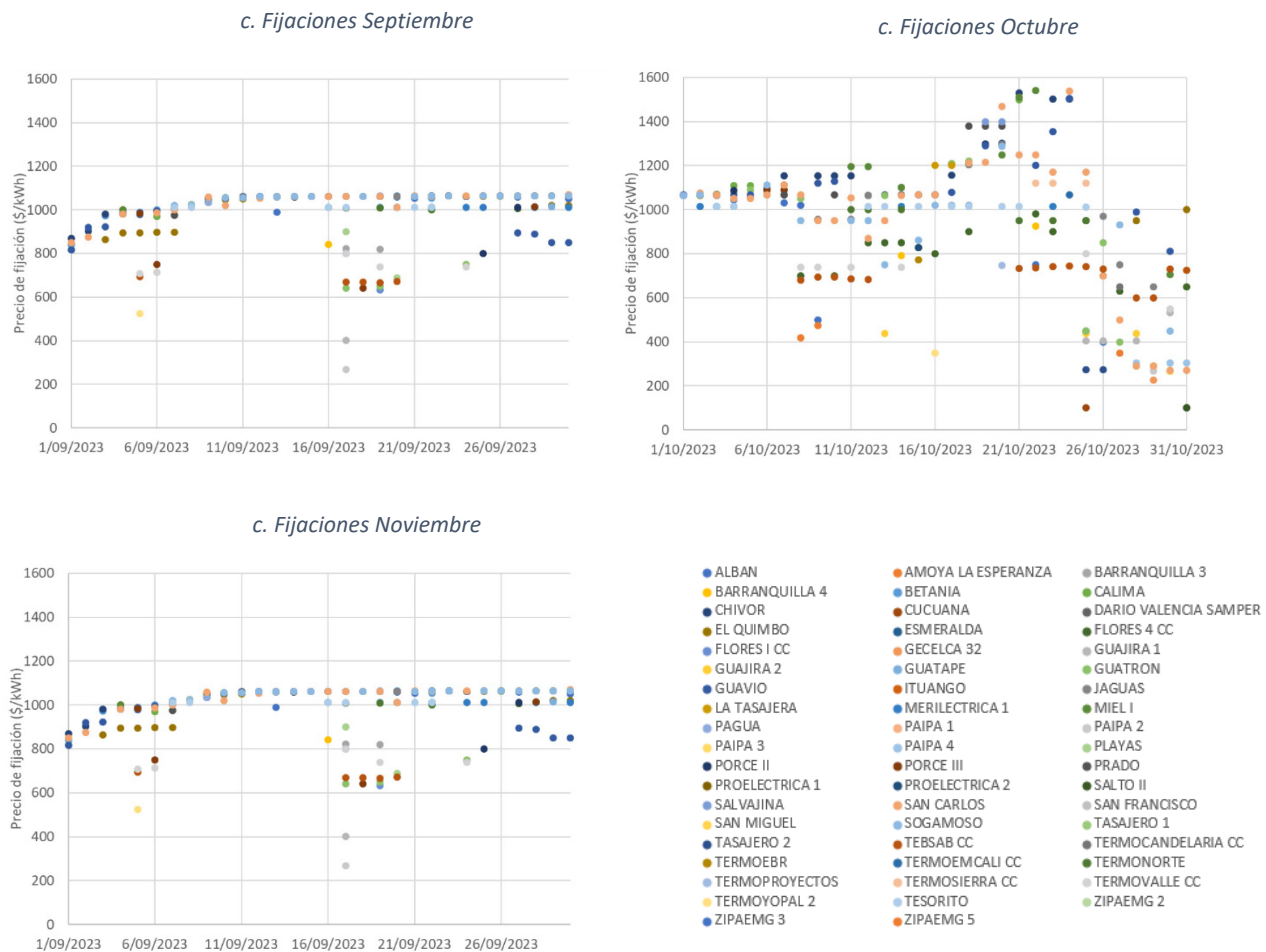 c. Fijaciones Septiembre
Precio de fijación ($/kWh)
1600
1400
1200
1000
800
600
400
200
0
1/09/2023 6/09/2023 11/09/2023 16/09/2023 21/09/2023 26/09/2023
c. Fijaciones Octubre
Precio de fijación ($/kWh)
1600
1400
1200
1000
800
600
400
200
0
1/10/2023 6/10/2023 11/10/2023 16/10/2023 21/10/2023 26/10/2023 31/10/2023
c. Fijaciones Noviembre
Precio de fijación ($/kWh)
1600
1400
1200
1000
800
600
400
200
0
1/09/2023 6/09/2023 11/09/2023 16/09/2023 21/09/2023 26/09/2023
ALBAN AMOYA LA ESPERANZA BARRANQUILLA 3
BARRANQUILLA 4 BETANIA CALIMA
CHIVOR CUCUANA DARIO VALENCIA SAMPER
EL QUIMBO ESMERALDA FLORES 4 CC
FLORES I CC GECELCA 32 GUAJIRA 1
GUAJIRA 2 GUATAPE GUATRON
GUAVIO ITUANGO JAGUAS
LA TASAJERA MERILECTRICA 1 MIEL I
PAGUA PAIPA 1 PAIPA 2
PAIPA 3 PAIPA 4 PLAYAS
PORCE II PORCE III PRADO
PROELECTRICA 1 PROELECTRICA 2 SALTO II
SALVAJINA SAN CARLOS SAN FRANCISCO
SAN MIGUEL SOGAMOSO TASAJERO 1
TASAJERO 2 TEBSAB CC TERMOCANDELARIA CC
TERMOEBR TERMOEMCALI CC TERMONORTE
TERMOPROYECTOS TERMOSIERRA CC TERMOVALLE CC
TERMOYOPAL 2 TESORITO ZIPAEMG 2
ZIPAEMG 3 ZIPAEMG 5